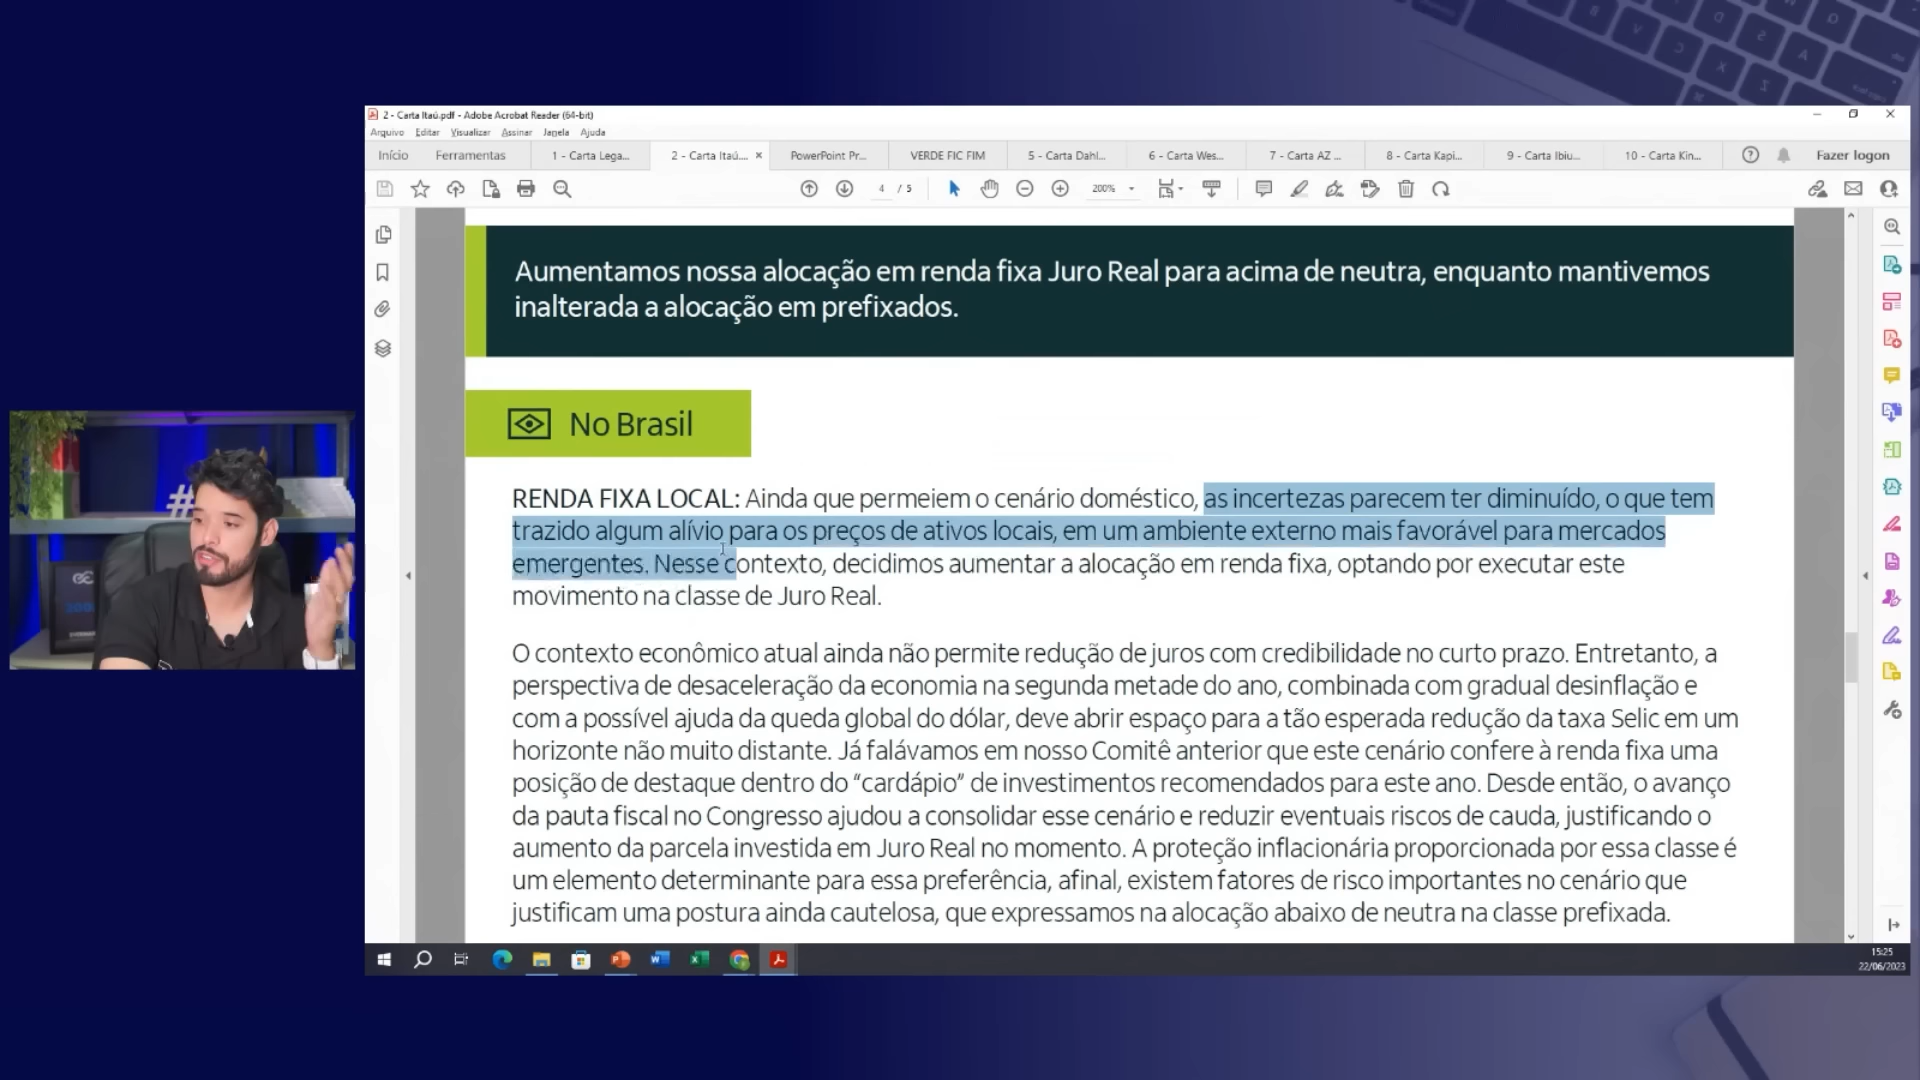 2 - Carta Itaú.pdf - Adobe Acrobat Reader (64-bit)
Arquivo Editar Visualizar Assinar Janela Ajuda
Início Ferramentas 1 - Carta Lega... 2 - Carta Itaú.... PowerPoint Pr... VERDE FIC FIM 5 - Carta Dahl... 6 - Carta Wes... 7 - Carta AZ ... 8 - Carta Kapi... 9 - Carta Ibiu... 10 - Carta Kin... Fazer logon
4 / 5 200%
Aumentamos nossa alocação em renda fixa Juro Real para acima de neutra, enquanto mantivemos
inalterada a alocação em prefixados.
No Brasil
RENDA FIXA LOCAL: Ainda que permeiem o cenário doméstico, as incertezas parecem ter diminuído, o que tem
trazido algum alívio para os preços de ativos locais, em um ambiente externo mais favorável para mercados
emergentes. Nesse contexto, decidimos aumentar a alocação em renda fixa, optando por executar este
movimento na classe de Juro Real.
O contexto econômico atual ainda não permite redução de juros com credibilidade no curto prazo. Entretanto, a
perspectiva de desaceleração da economia na segunda metade do ano, combinada com gradual desinflação e
com a possível ajuda da queda global do dólar, deve abrir espaço para a tão esperada redução da taxa Selic em um
horizonte não muito distante. Já falávamos em nosso Comitê anterior que este cenário confere à renda fixa uma
posição de destaque dentro do “cardápio” de investimentos recomendados para este ano. Desde então, o avanço
da pauta fiscal no Congresso ajudou a consolidar esse cenário e reduzir eventuais riscos de cauda, justificando o
aumento da parcela investida em Juro Real no momento. A proteção inflacionária proporcionada por essa classe é
um elemento determinante para essa preferência, afinal, existem fatores de risco importantes no cenário que
justificam uma postura ainda cautelosa, que expressamos na alocação abaixo de neutra na classe prefixada.
15:25
22/06/2023